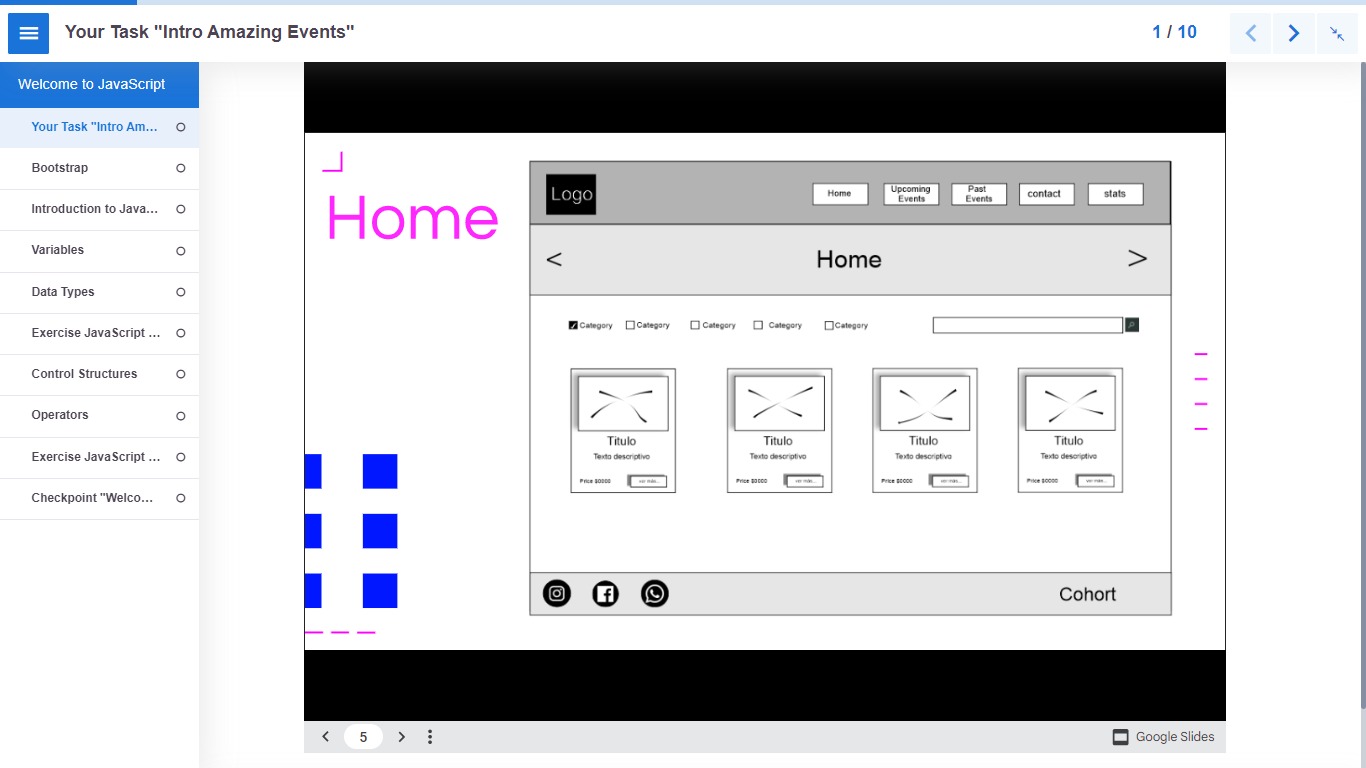 Your Task "Intro Amazing Events"
1 / 10
Welcome to JavaScript
Your Task "Intro Am...
Bootstrap
Introduction to Java...
Variables
Data Types
Exercise JavaScript ...
Control Structures
Operators
Exercise JavaScript ...
Checkpoint "Welco...
Home
Logo
Home
Upcoming
Events
Past
Events
contact
stats
<
Home
>
Category
Category
Category
Category
Category
Titulo
Texto descriptivo
Price $0000
ver más...
Titulo
Texto descriptivo
Price $0000
ver más...
Titulo
Texto descriptivo
Price $0000
ver más...
Titulo
Texto descriptivo
Price $0000
ver más...
Cohort
5
Google Slides